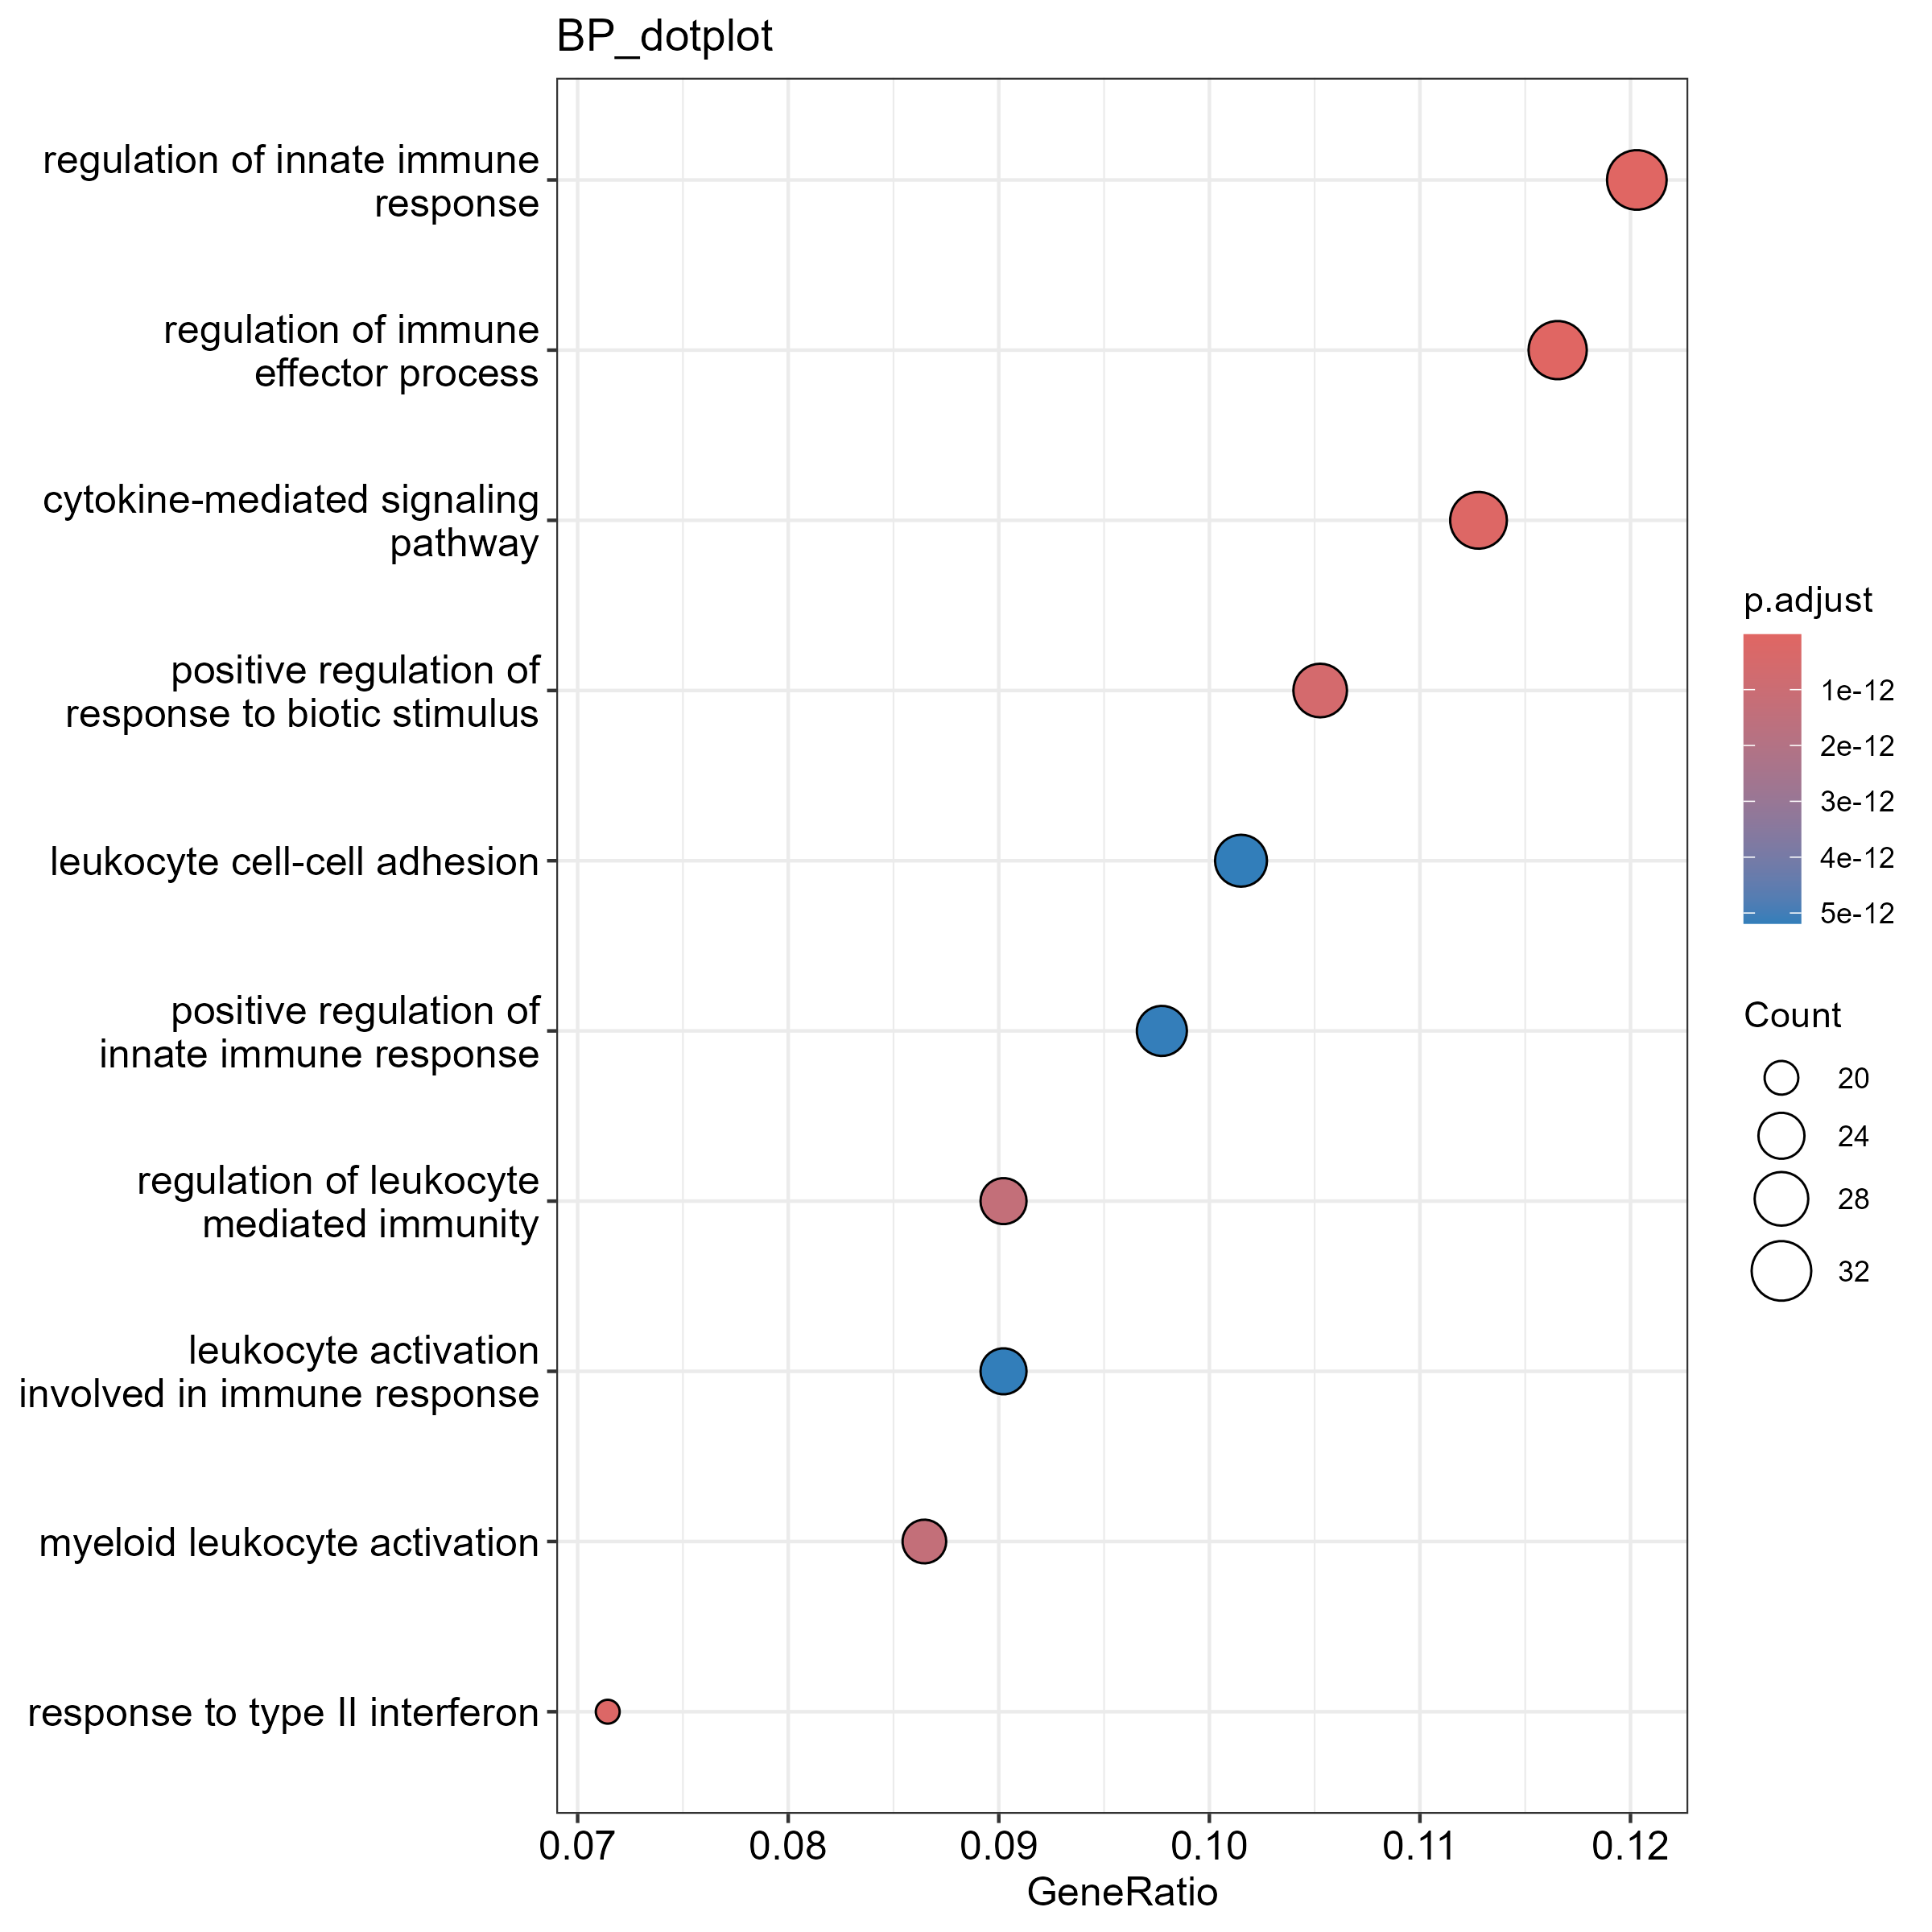 BP_dotplot
regulation of innate immune
response
regulation of immune
effector process
cytokine-mediated signaling
pathway
positive regulation of
response to biotic stimulus
leukocyte cell-cell adhesion
positive regulation of
innate immune response
regulation of leukocyte
mediated immunity
leukocyte activation
involved in immune response
myeloid leukocyte activation
response to type II interferon
0.07 0.08 0.09 0.10 0.11 0.12
GeneRatio
p.adjust
1e-12
2e-12
3e-12
4e-12
5e-12
Count
20
24
28
32